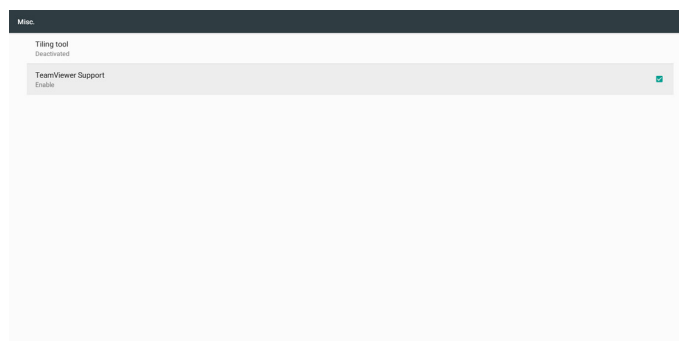 Misc.
Tiling tool
Deactivated
TeamViewer Support
Enable